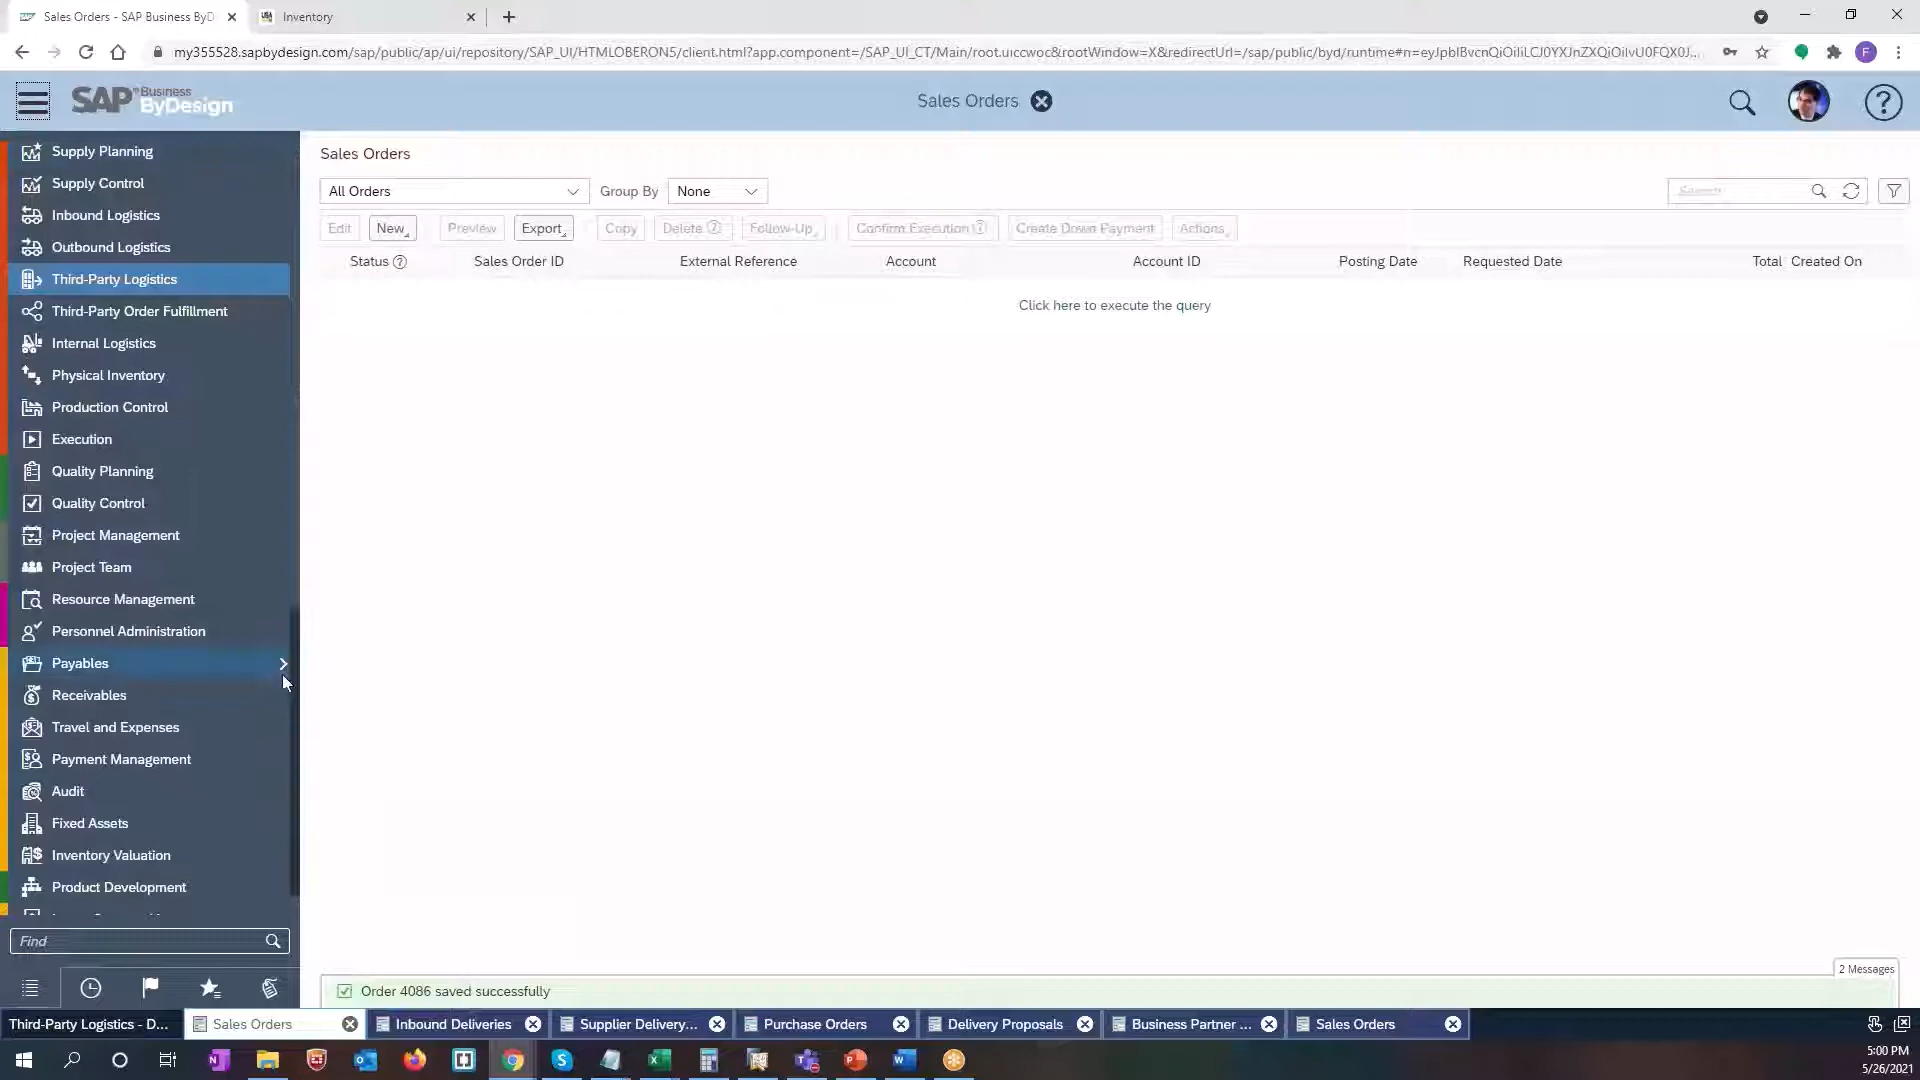 Sales Orders - SAP Business ByD
Inventory
my355528.sapbydesign.com/sap/public/ap/ui/repository/SAP_UI/HTMLOBERON5/client.html?app.component=/SAP_UI_CT/Main/root.uiccwoc&rootWindow=X&redirectUrl=/sap/public/byd/runtime#n=
F
SAP Business ByDesign
Sales Orders
Supply Planning
Supply Control
Inbound Logistics
Outbound Logistics
Third-Party Logistics
Third-Party Order Fulfillment
Internal Logistics
Physical Inventory
Production Control
Execution
Quality Planning
Quality Control
Project Management
Project Team
Resource Management
Personnel Administration
Payables
Receivables
Travel and Expenses
Payment Management
Audit
Fixed Assets
Inventory Valuation
Product Development
Find
Sales Orders
All Orders
Group By
None
Search
Edit
New
Preview
Export
Copy
Delete
Follow-Up
Confirm Execution
Create Down Payment
Actions
Status
Sales Order ID
External Reference
Account
Account ID
Posting Date
Requested Date
Total
Created On
Click here to execute the query
2 Messages
Order 4086 saved successfully
Third-Party Logistics - D...
Sales Orders
Inbound Deliveries
Supplier Delivery...
Purchase Orders
Delivery Proposals
Business Partner ...
Sales Orders
5:00 PM
5/26/2021